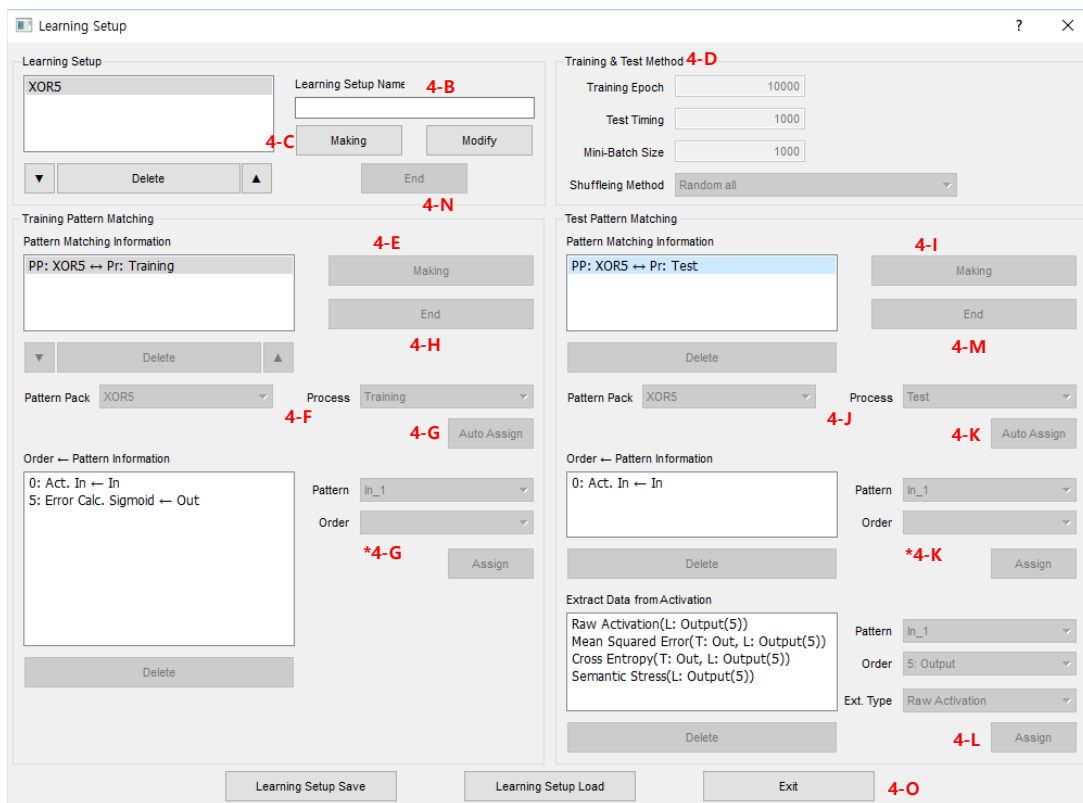 Learning Setup
?
Learning Setup
XOR5
Learning Setup Name
4-B
4-C
Making
Modify
▼
Delete
▲
End
4-N
Training & Test Method
4-D
Training Epoch
10000
Test Timing
1000
Mini-Batch Size
1000
Shuffleing Method
Random all
Training Pattern Matching
Pattern Matching Information
PP: XOR5 ↔ Pr: Training
4-E
Making
End
4-H
▼
Delete
▲
Pattern Pack
XOR5
4-F
Process
Training
4-G
Auto Assign
Order ← Pattern Information
0: Act. In ← In
5: Error Calc. Sigmoid ← Out
Pattern
In_1
Order
*4-G
Assign
Delete
Test Pattern Matching
Pattern Matching Information
PP: XOR5 ↔ Pr: Test
4-I
Making
End
4-M
Delete
Pattern Pack
XOR5
4-J
Process
Test
4-K
Auto Assign
Order ← Pattern Information
0: Act. In ← In
Pattern
In_1
Order
*4-K
Delete
Assign
Extract Data from Activation
Raw Activation(L: Output(5))
Mean Squared Error(T: Out, L: Output(5))
Cross Entropy(T: Out, L: Output(5))
Semantic Stress(L: Output(5))
Pattern
In_1
Order
5: Output
Ext. Type
Raw Activation
Delete
4-L
Assign
Learning Setup Save
Learning Setup Load
Exit
4-O